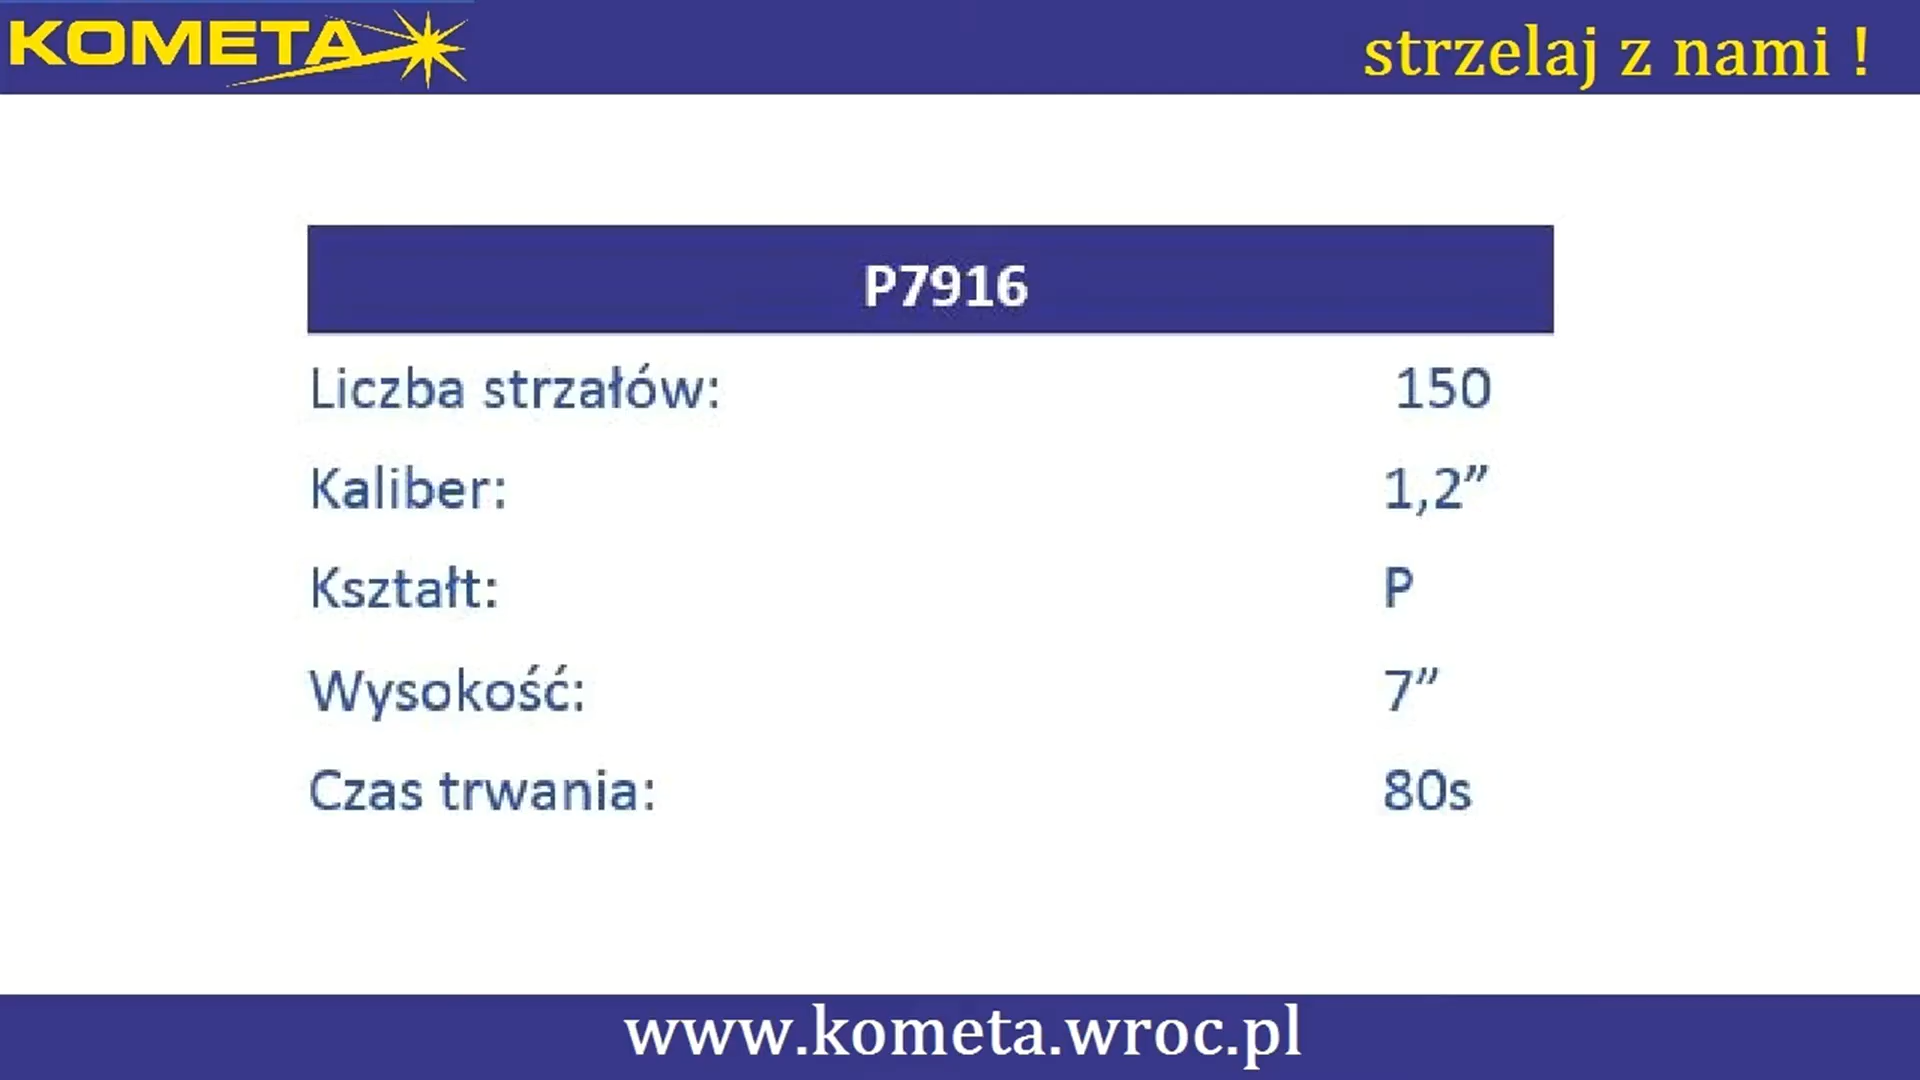 KOMETA
strzelaj z nami !
P7916
Liczba strzałów: 150
Kaliber: 1,2”
Kształt: P
Wysokość: 7”
Czas trwania: 80s
www.kometa.wroc.pl